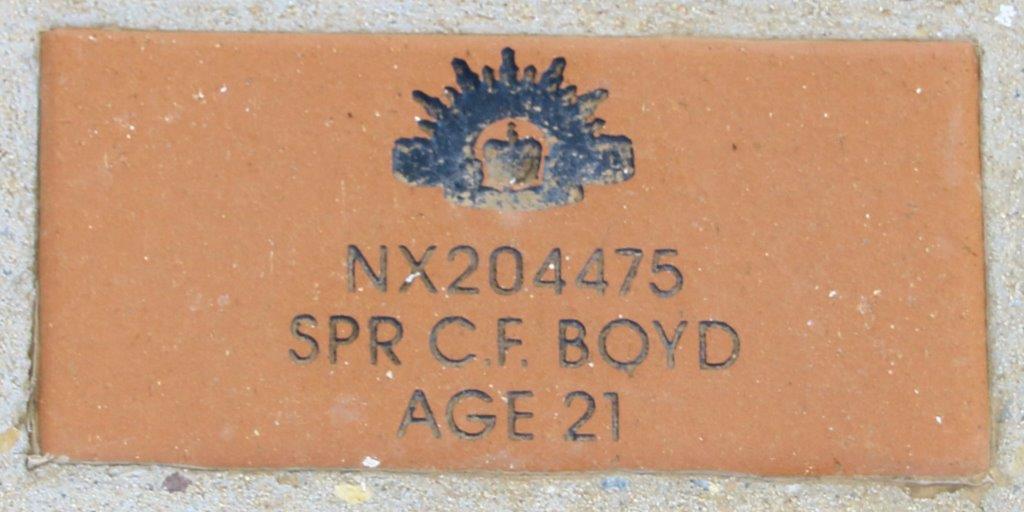 NX204475
SPR C.F. BOYD
AGE 21